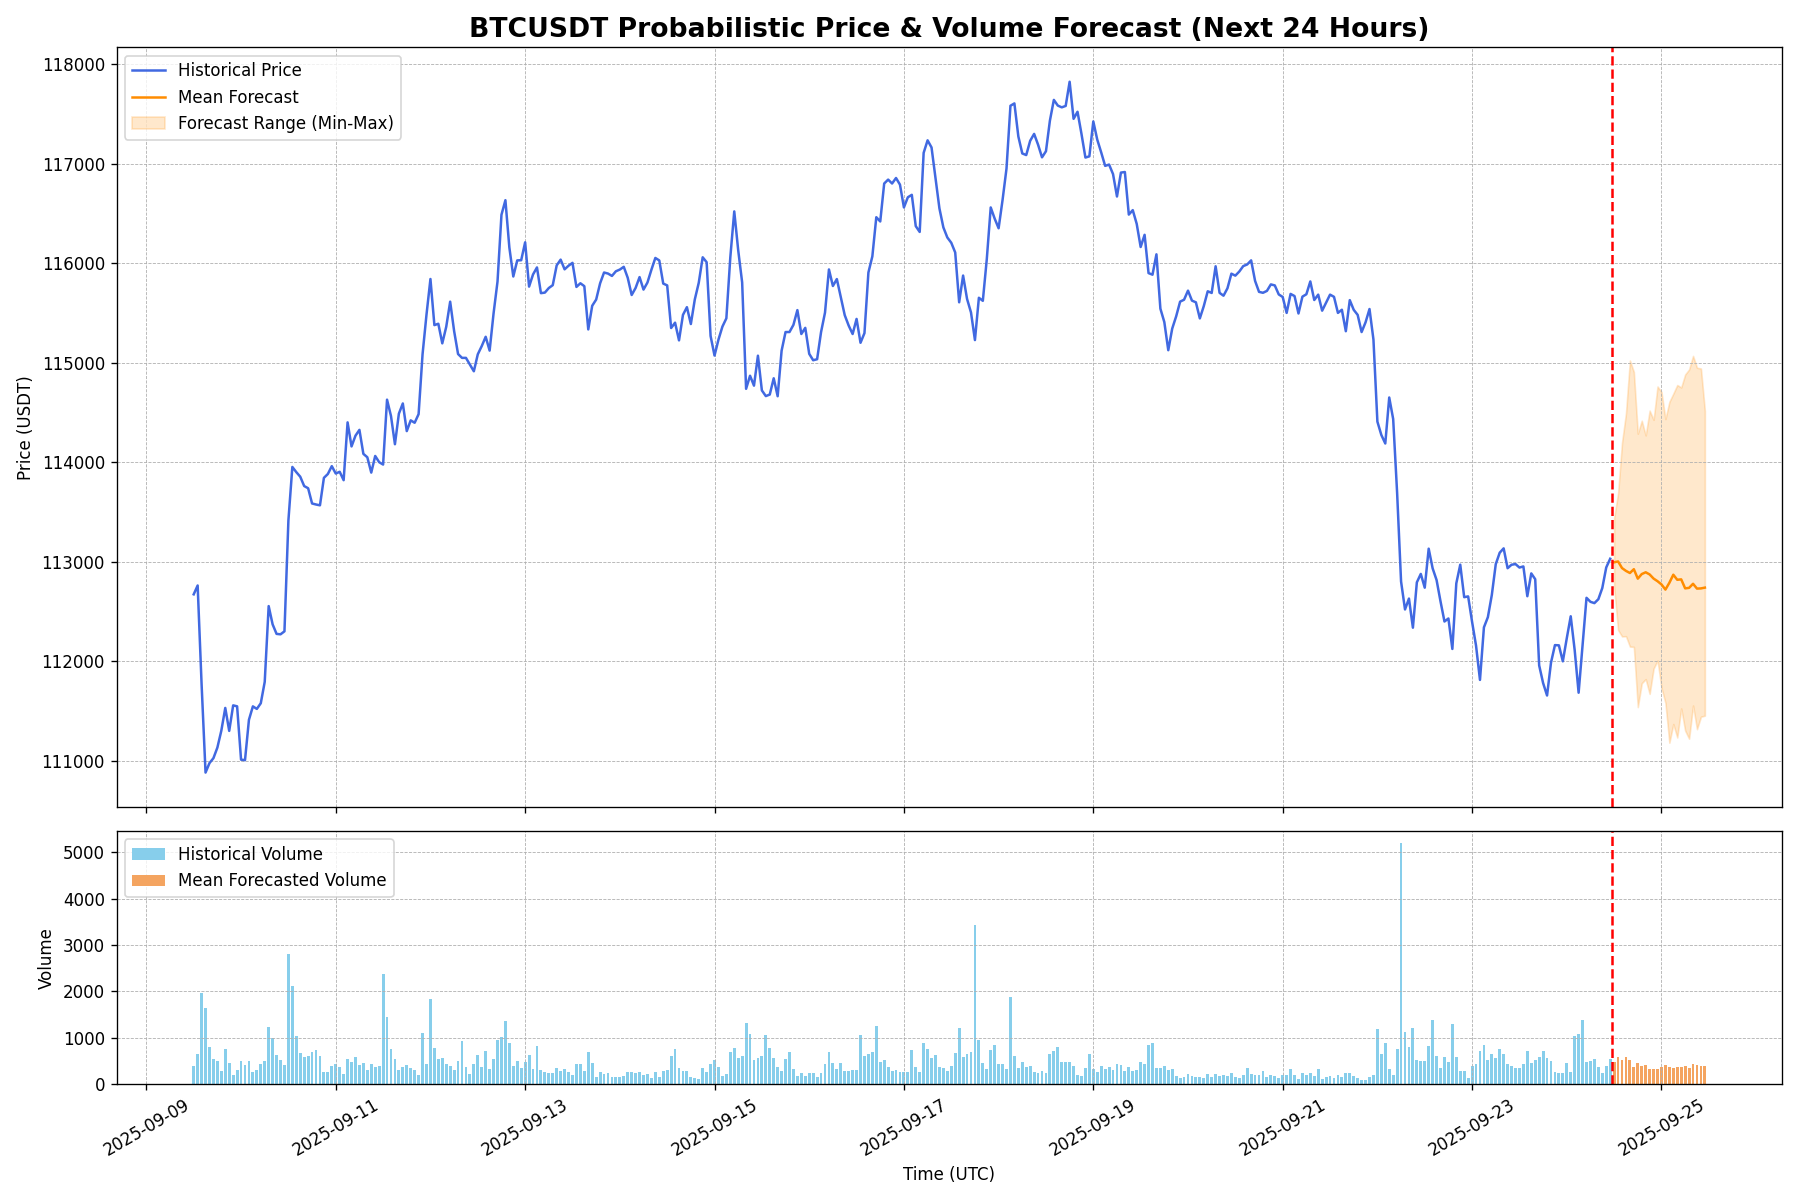 BTCUSDT Probabilistic Price & Volume Forecast (Next 24 Hours)
Historical Price
Mean Forecast
Forecast Range (Min-Max)
118000
117000
116000
115000
114000
113000
112000
111000
Price (USDT)
Historical Volume
Mean Forecasted Volume
5000
4000
3000
2000
1000
0
Volume
2025-09-09
2025-09-11
2025-09-13
2025-09-15
2025-09-17
2025-09-19
2025-09-21
2025-09-23
2025-09-25
Time (UTC)